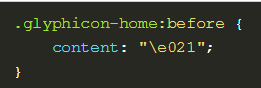 .glyphicon-home:before {
    content: "\e021";
}